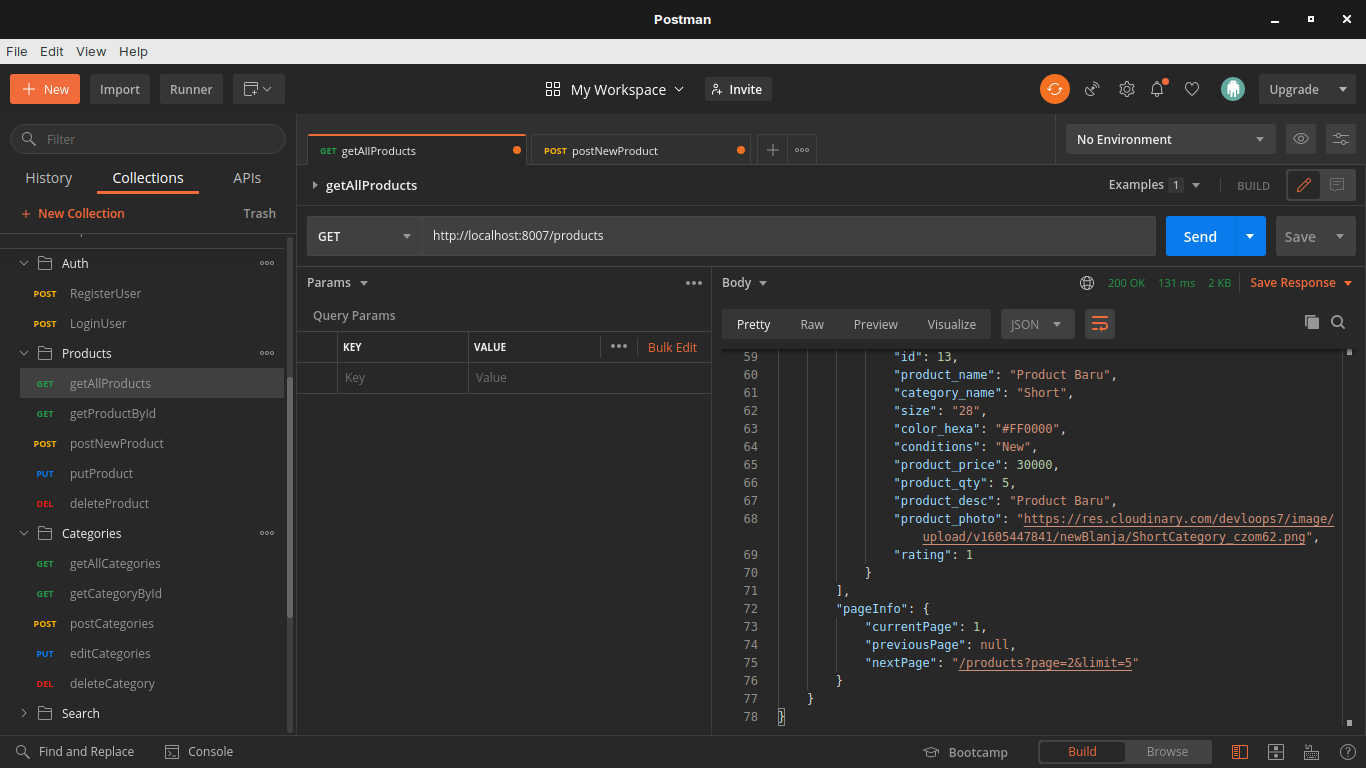 Postman
File Edit View Help
New Import Runner My Workspace Invite Upgrade
Filter
History Collections APIs
New Collection Trash
Auth
POST RegisterUser
POST LoginUser
Products
GET getAllProducts
GET getProductById
POST postNewProduct
PUT putProduct
DEL deleteProduct
Categories
GET getAllCategories
GET getCategoryById
POST postCategories
PUT editCategories
DEL deleteCategory
Search
GET getAllProducts POST postNewProduct No Environment
getAllProducts Examples 1 BUILD
GET http://localhost:8007/products Send Save
Params
Query Params
KEY VALUE Bulk Edit
Key Value
Body 200 OK 131 ms 2 KB Save Response
Pretty Raw Preview Visualize JSON
59 "id": 13,
60 "product_name": "Product Baru",
61 "category_name": "Short",
62 "size": "28",
63 "color_hexa": "#FF0000",
64 "conditions": "New",
65 "product_price": 30000,
66 "product_qty": 5,
67 "product_desc": "Product Baru",
68 "product_photo": "https://res.cloudinary.com/devloops7/image/
upload/v1605447841/newBlanja/ShortCategory_czom62.png",
69 "rating": 1
70 }
71 ],
72 "pageInfo": {
73 "currentPage": 1,
74 "previousPage": null,
75 "nextPage": "/products?page=2&limit=5"
76 }
77 }
78 }
Find and Replace Console Bootcamp Build Browse